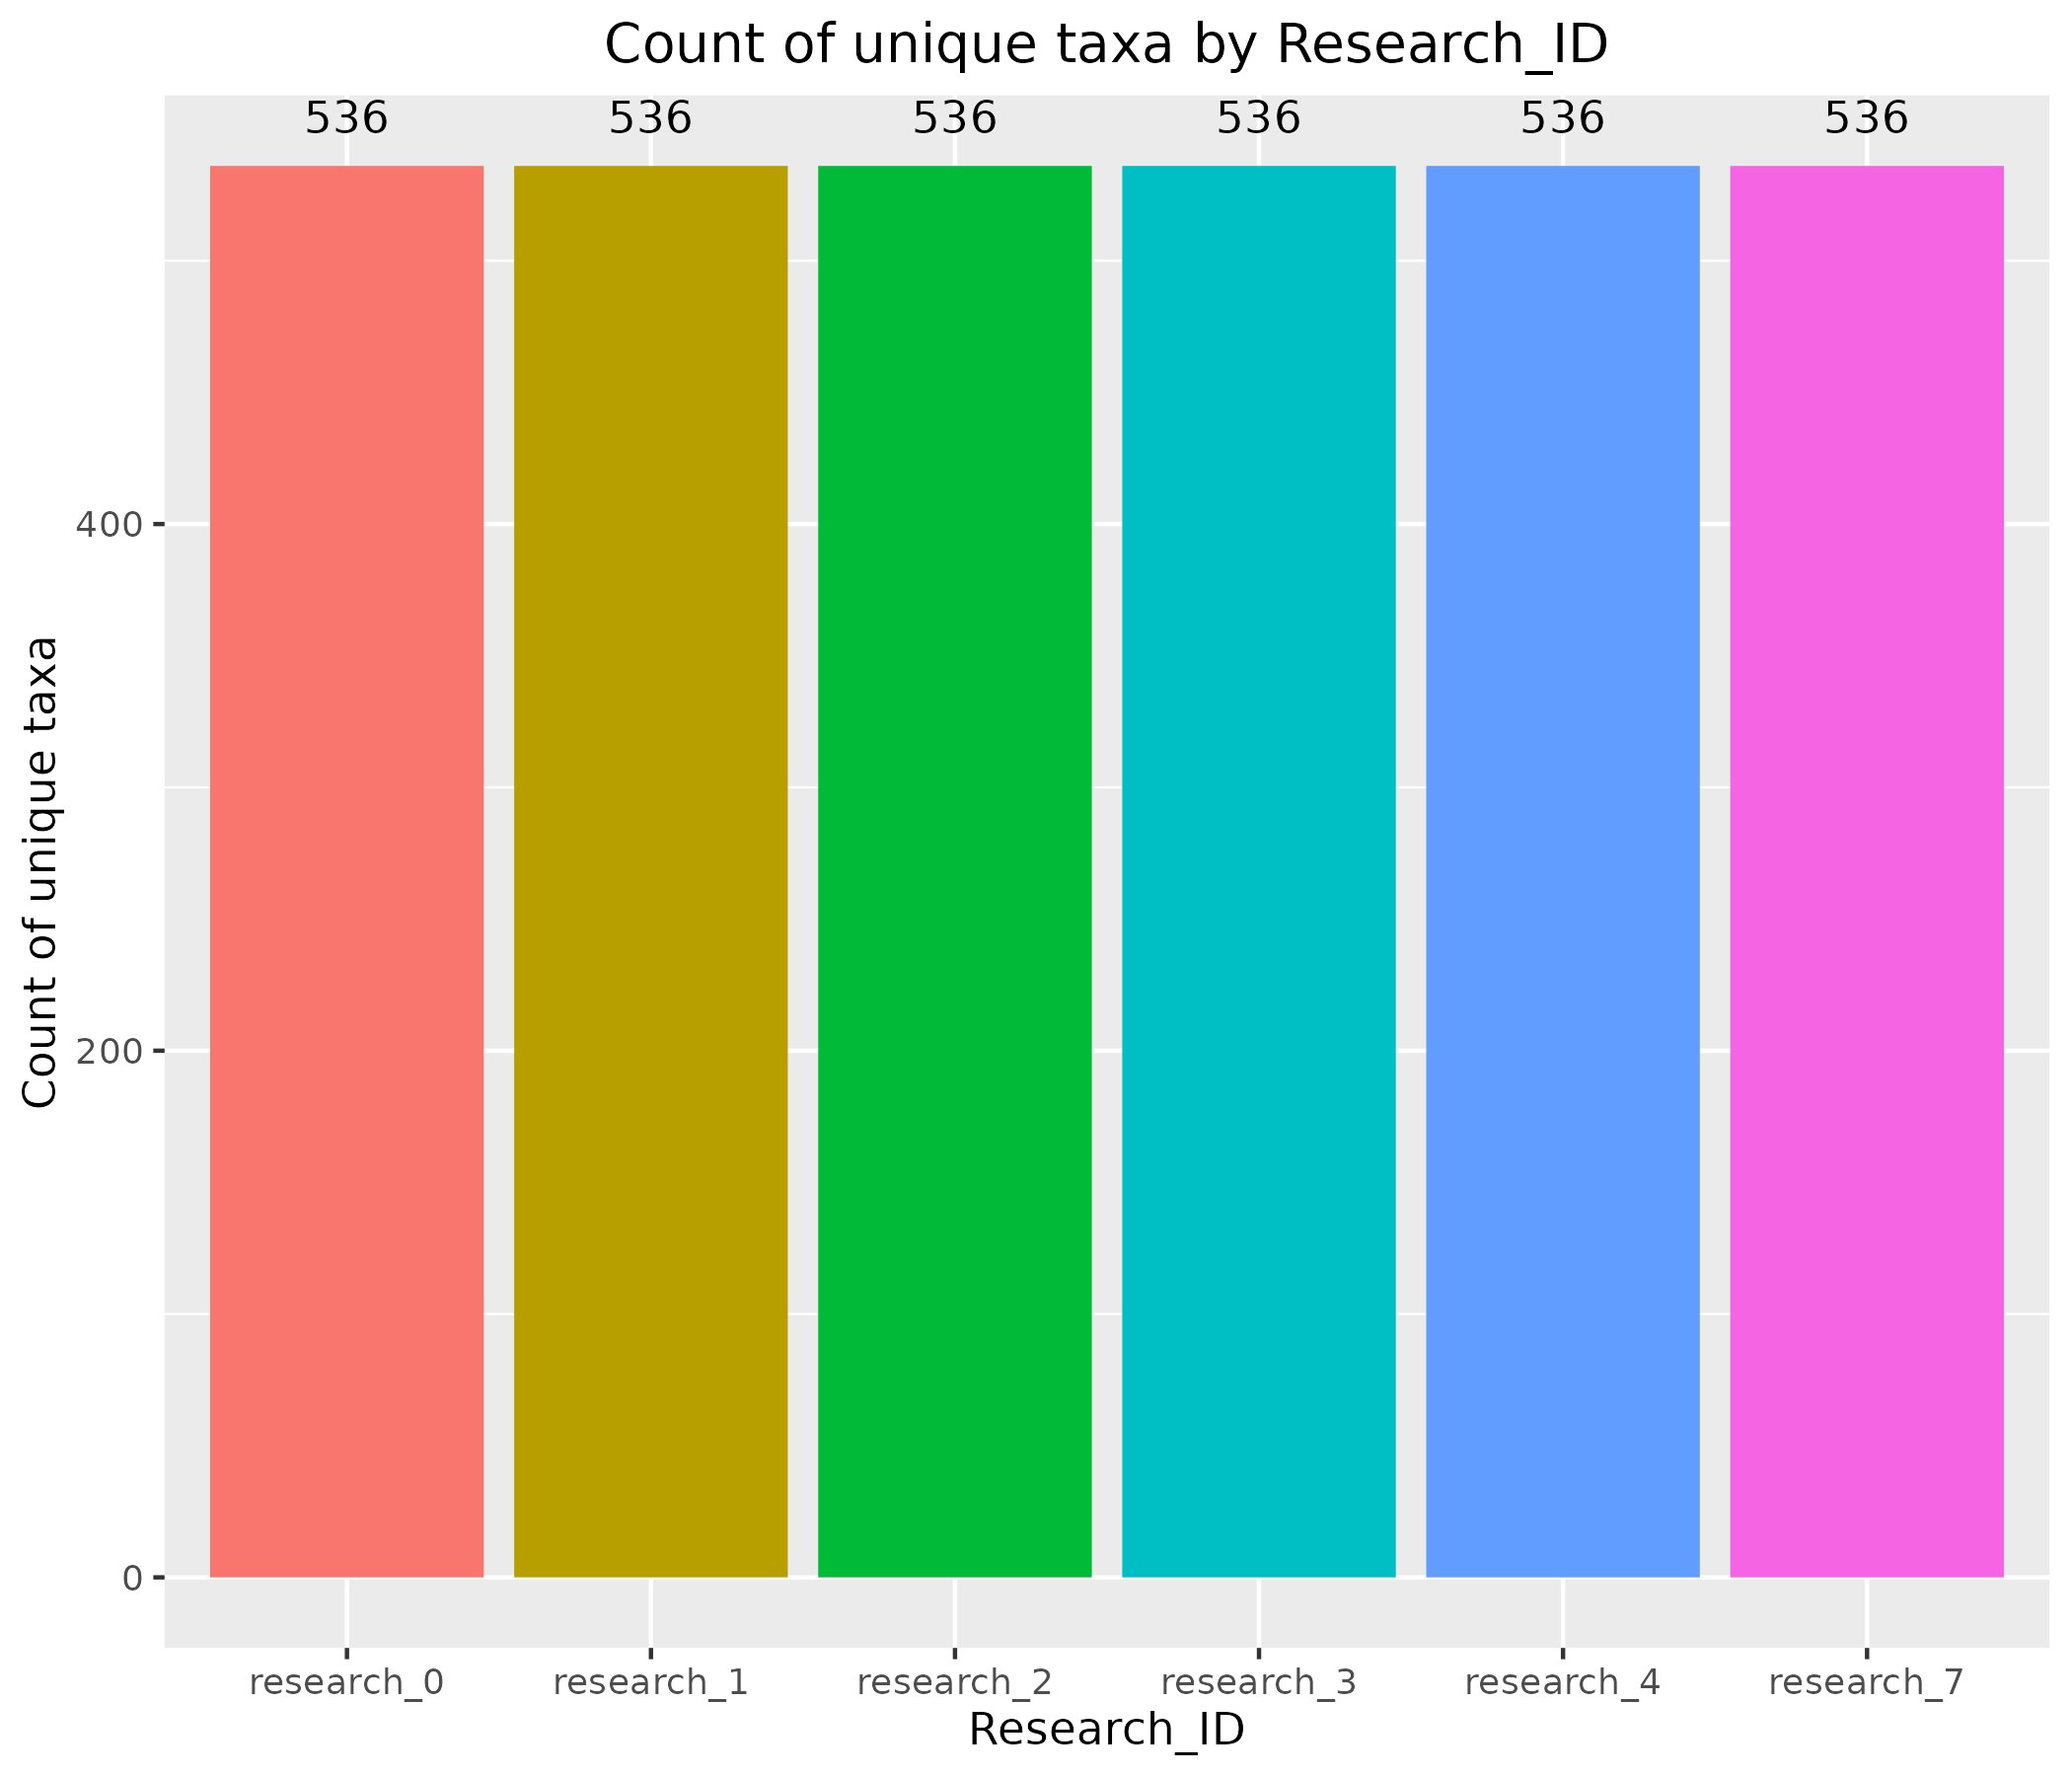 Count of unique taxa by Research_ID
536 536 536 536 536 536
Count of unique taxa
400
200
0
research_0 research_1 research_2 research_3 research_4 research_7
Research_ID